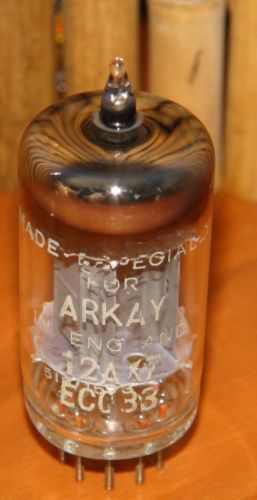 MADE ESPECIALLY
FOR
ARKAY
IN ENGLAND
12AX7
ECC83